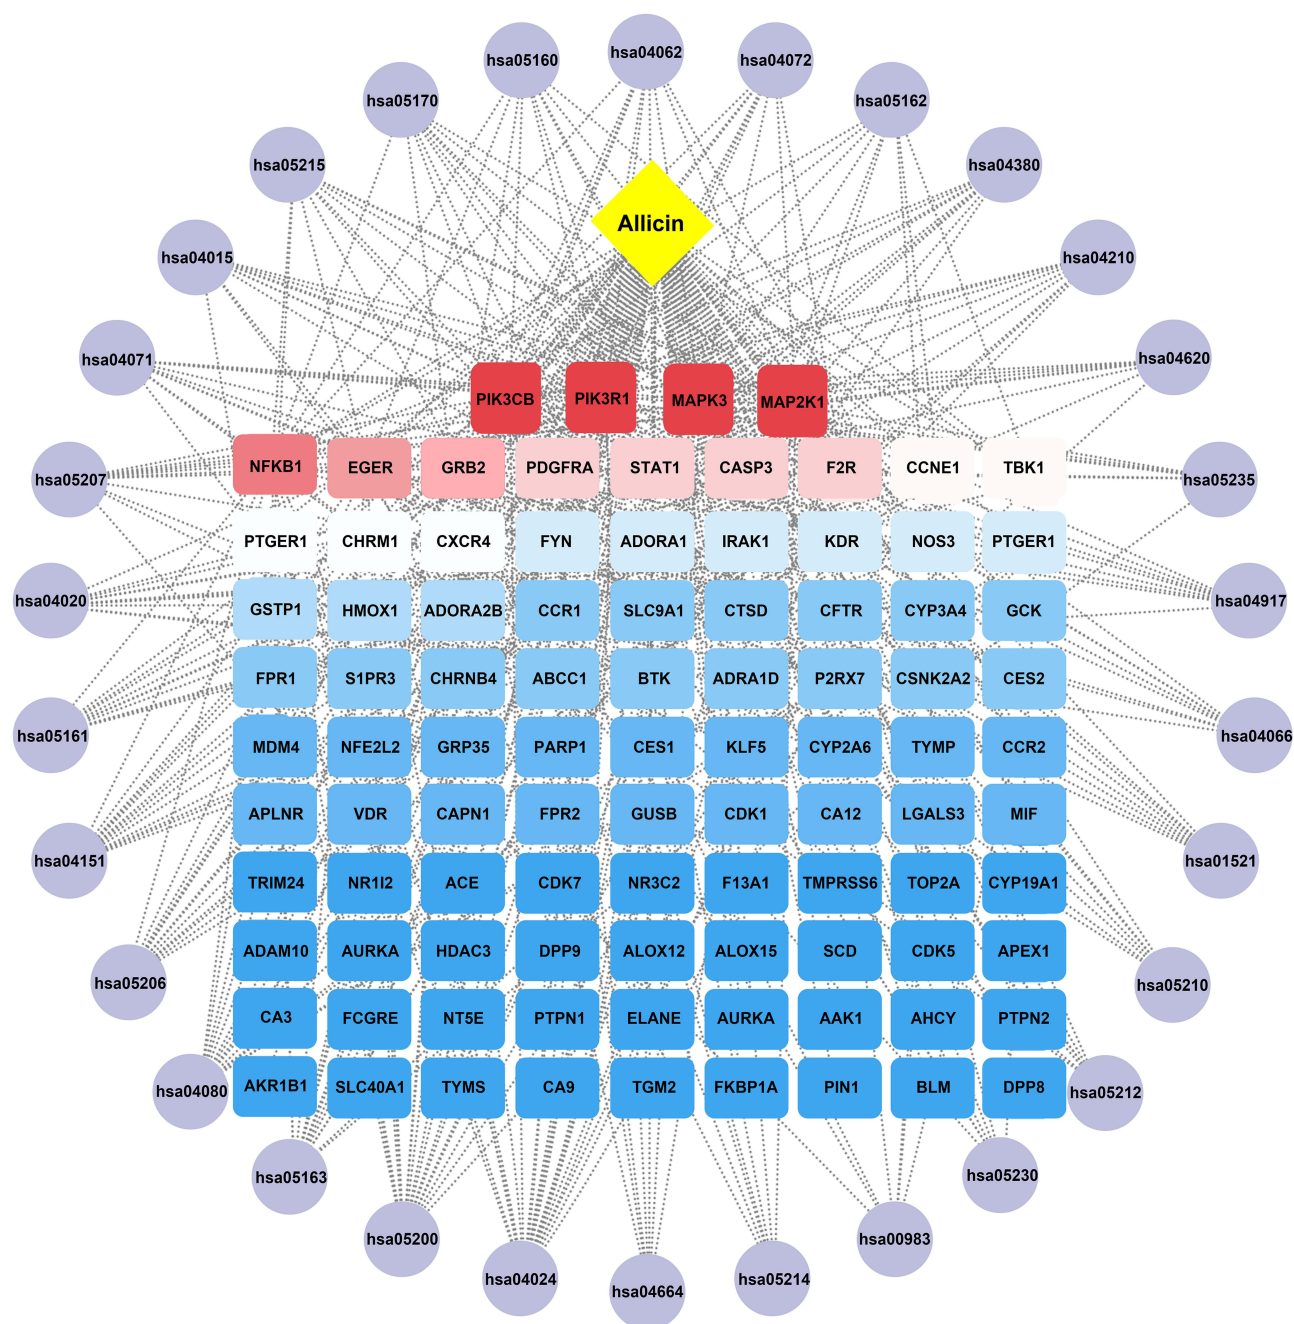 hsa04062
hsa05160
hsa04072
hsa05170
hsa05162
hsa05215
hsa04380
Allicin
hsa04015
hsa04210
hsa04071
hsa04620
PIK3CB PIK3R1 MAPK3 MAP2K1
NFKB1 EGER GRB2 PDGFRA STAT1 CASP3 F2R CCNE1 TBK1
hsa05207
hsa05235
PTGER1 CHRM1 CXCR4 FYN ADORA1 IRAK1 KDR NOS3 PTGER1
hsa04020
hsa04917
GSTP1 HMOX1 ADORA2B CCR1 SLC9A1 CTSD CFTR CYP3A4 GCK
FPR1 S1PR3 CHRNB4 ABCC1 BTK ADRA1D P2RX7 CSNK2A2 CES2
hsa05161
hsa04066
MDM4 NFE2L2 GRP35 PARP1 CES1 KLF5 CYP2A6 TYMP CCR2
APLNR VDR CAPN1 FPR2 GUSB CDK1 CA12 LGALS3 MIF
hsa04151
hsa01521
TRIM24 NR1I2 ACE CDK7 NR3C2 F13A1 TMPRSS6 TOP2A CYP19A1
ADAM10 AURKA HDAC3 DPP9 ALOX12 ALOX15 SCD CDK5 APEX1
hsa05206
hsa05210
CA3 FCGRE NT5E PTPN1 ELANE AURKA AAK1 AHCY PTPN2
AKR1B1 SLC40A1 TYMS CA9 TGM2 FKBP1A PIN1 BLM DPP8
hsa04080
hsa05212
hsa05163
hsa05230
hsa05200
hsa00983
hsa04024
hsa05214
hsa04664